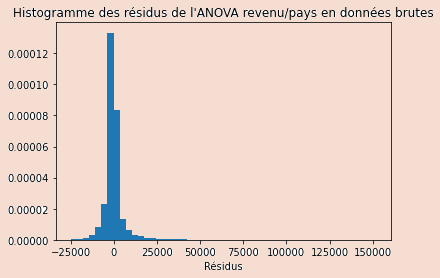 Histogramme des résidus de l'ANOVA revenu/pays en données brutes
0.00012
0.00010
0.00008
0.00006
0.00004
0.00002
0.00000
−25000 0 25000 50000 75000 100000 125000 150000
Résidus